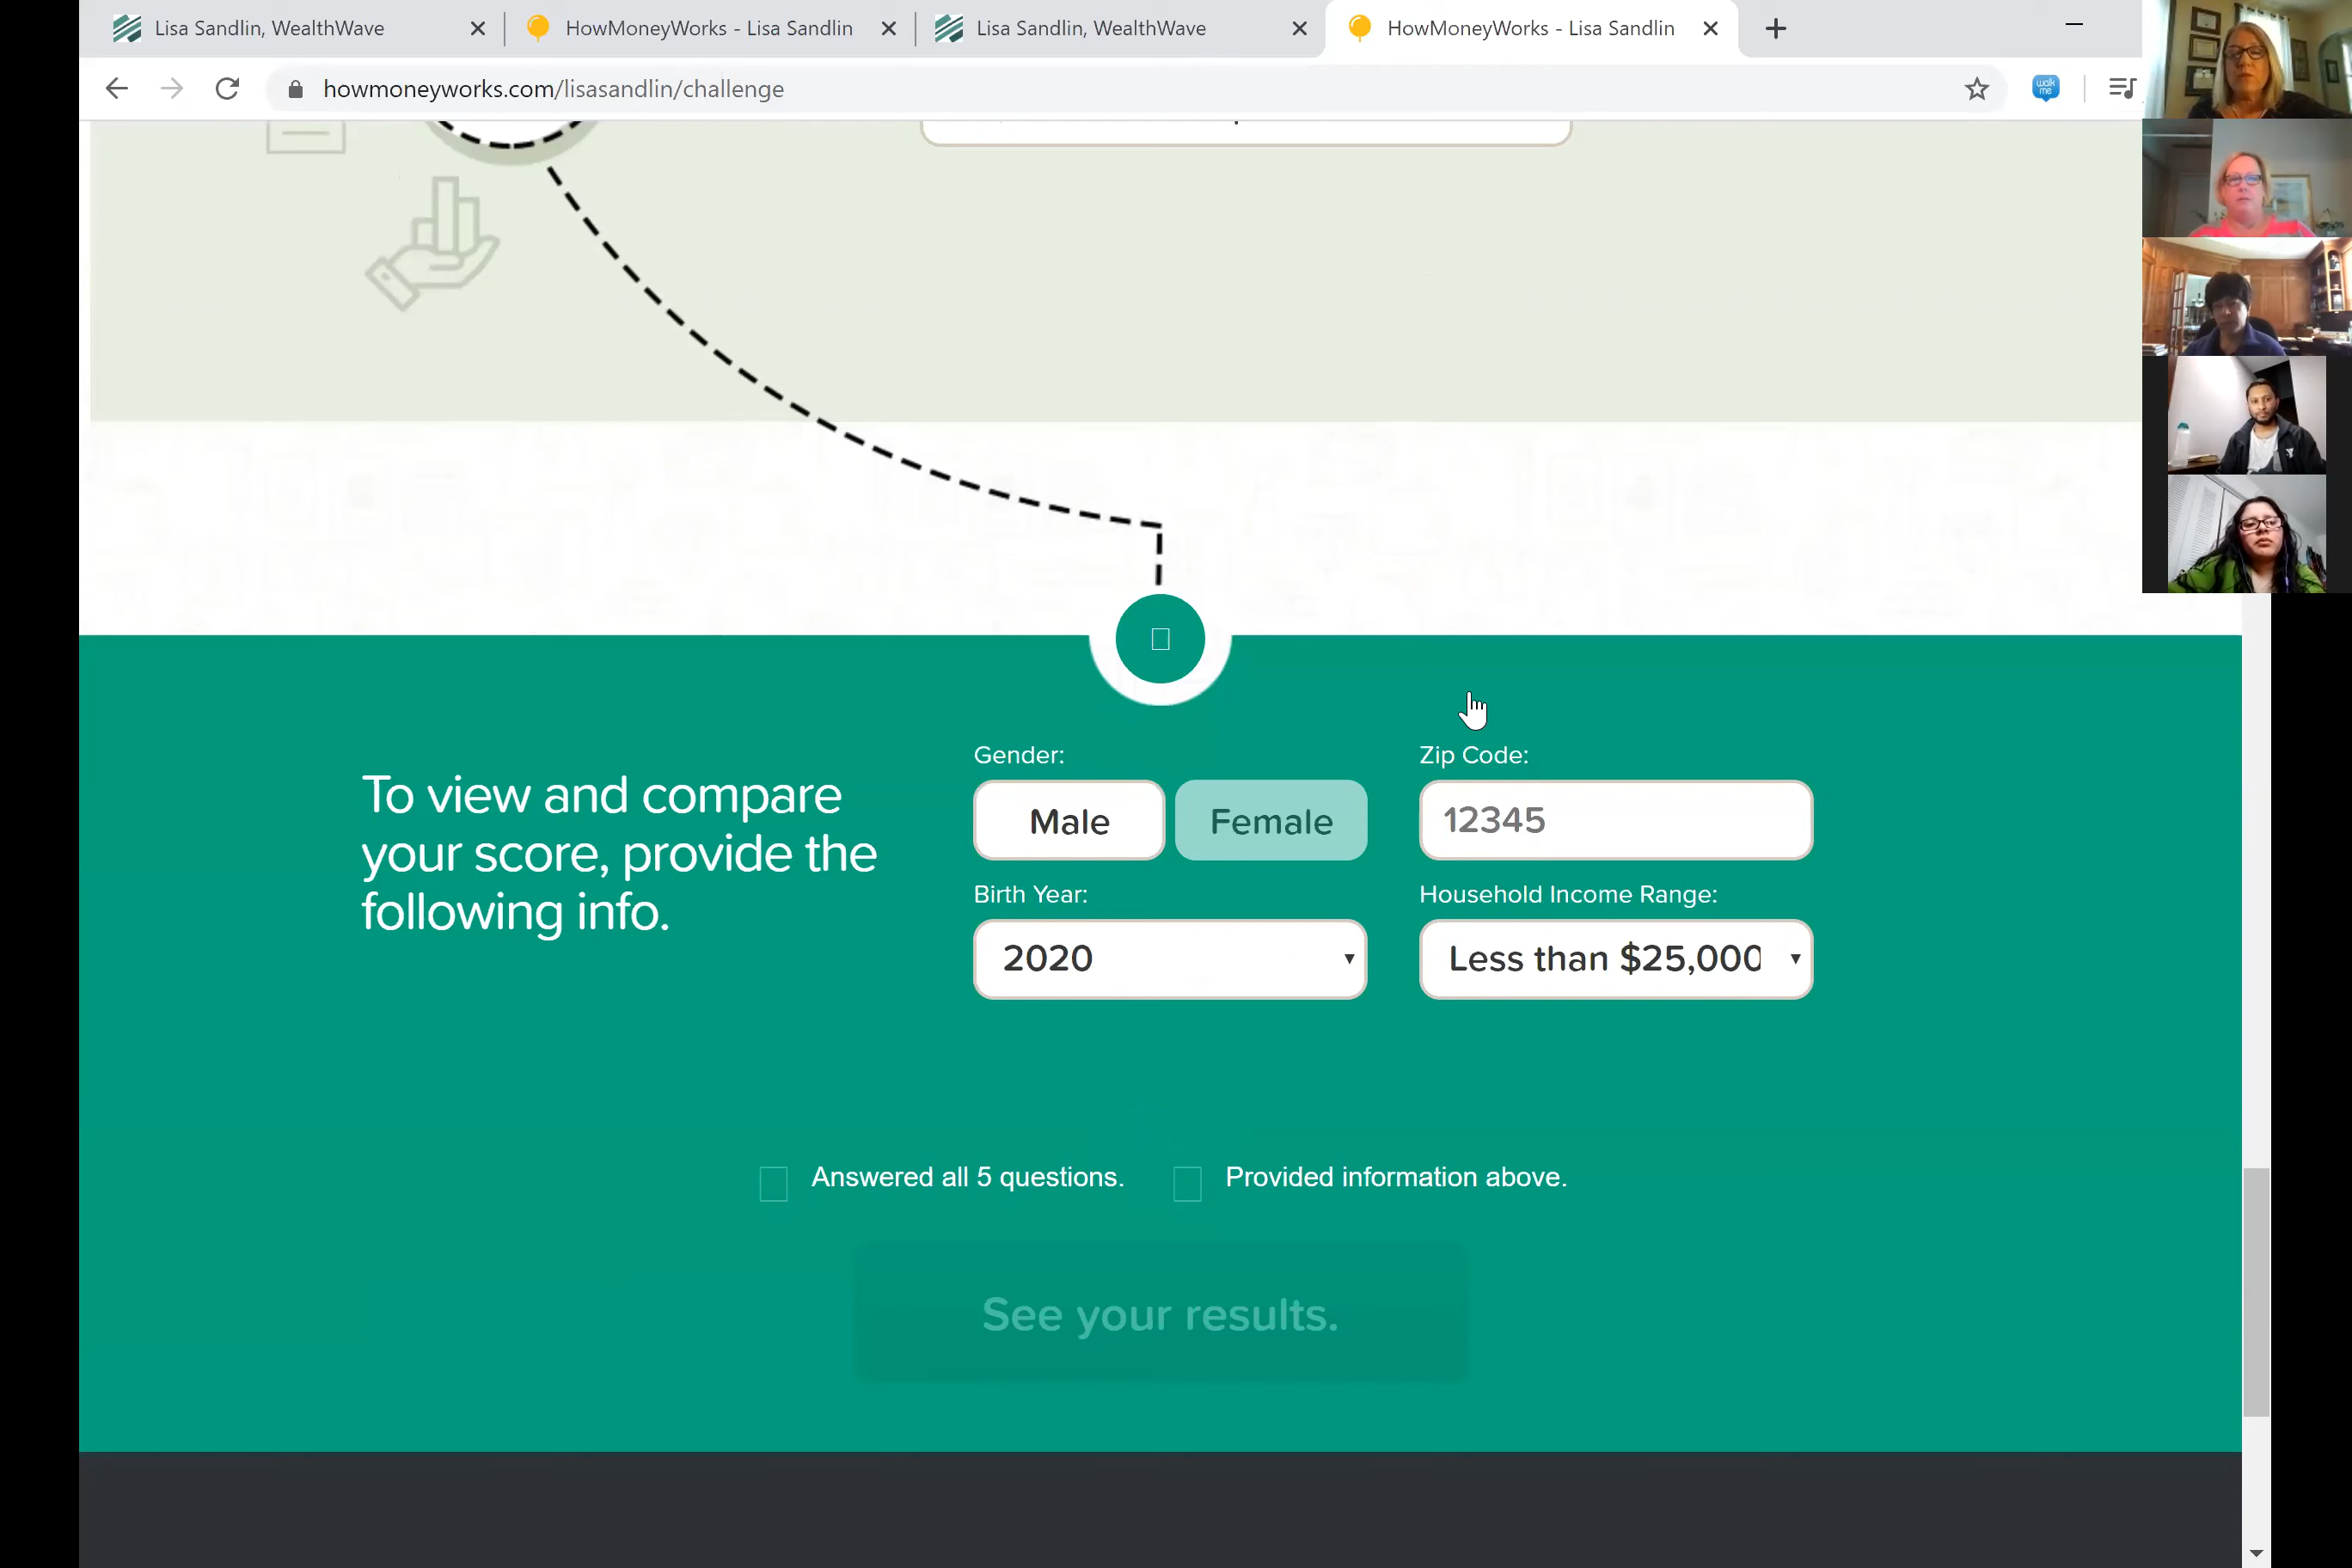 Lisa Sandlin, WealthWave
HowMoneyWorks - Lisa Sandlin
Lisa Sandlin, WealthWave
HowMoneyWorks - Lisa Sandlin
howmoneyworks.com/lisasandlin/challenge
walk
me
To view and compare
your score, provide the
following info.
Gender:
Male
Female
Zip Code:
12345
Birth Year:
2020
Household Income Range:
Less than $25,000
Answered all 5 questions.
Provided information above.
See your results.